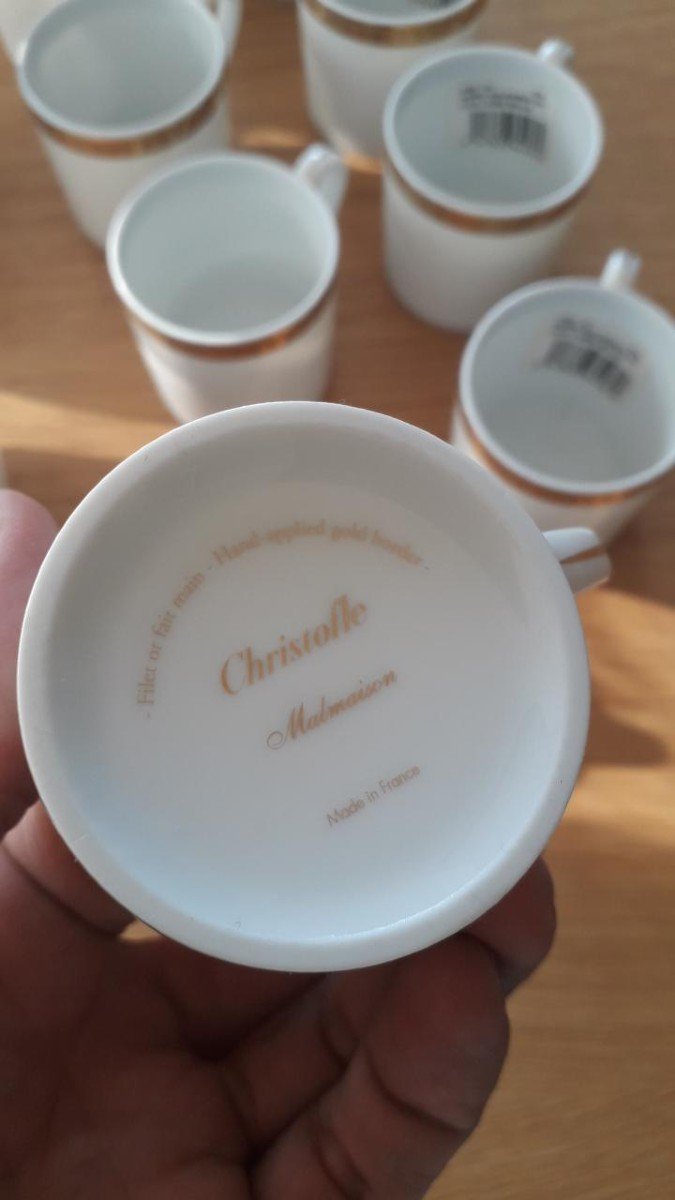 - Filet or fait main - Hand applied gold border -
Christofle
Malmaison
Made in France